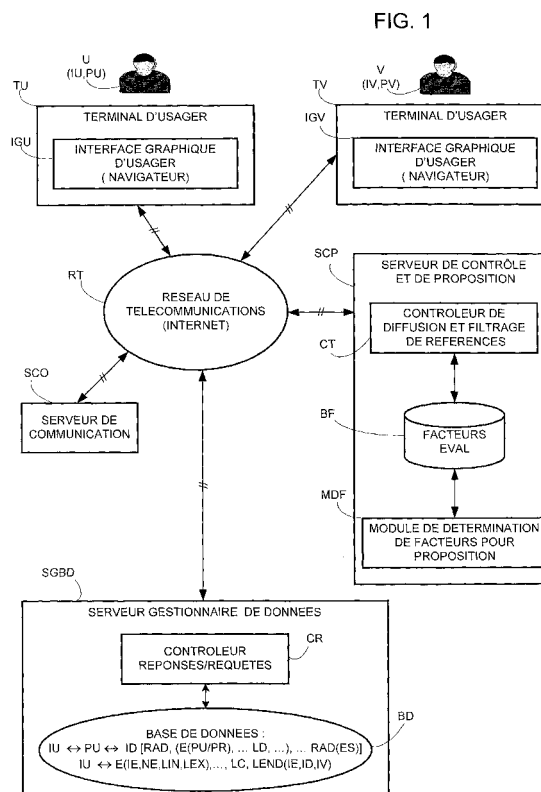 FIG. 1
U
(IU,PU)
V
(IV,PV)
TU
TERMINAL D'USAGER
IGU
INTERFACE GRAPHIQUE
D'USAGER
( NAVIGATEUR)
TV
TERMINAL D'USAGER
IGV
INTERFACE GRAPHIQUE
D'USAGER
( NAVIGATEUR)
RT
RESEAU DE
TELECOMMUNICATIONS
(INTERNET)
SCP
SERVEUR DE CONTRÔLE
ET DE PROPOSITION
CONTROLEUR
DE DIFFUSION ET FILTRAGE
DE REFERENCES
CT
SCO
SERVEUR DE
COMMUNICATION
BF
FACTEURS
EVAL
MDF
MODULE DE DETERMINATION
DE FACTEURS POUR
PROPOSITION
SGBD
SERVEUR GESTIONNAIRE DE DONNEES
CONTROLEUR
REPONSES/REQUETES
CR
BASE DE DONNEES :
IU ↔ PU ↔ ID [RAD, (E(PU/PR), ... LD, ...), ... RAD(ES)]
IU ↔ E(IE,NE,LIN,LEX),..., LC, LEND(IE,ID,IV)
BD